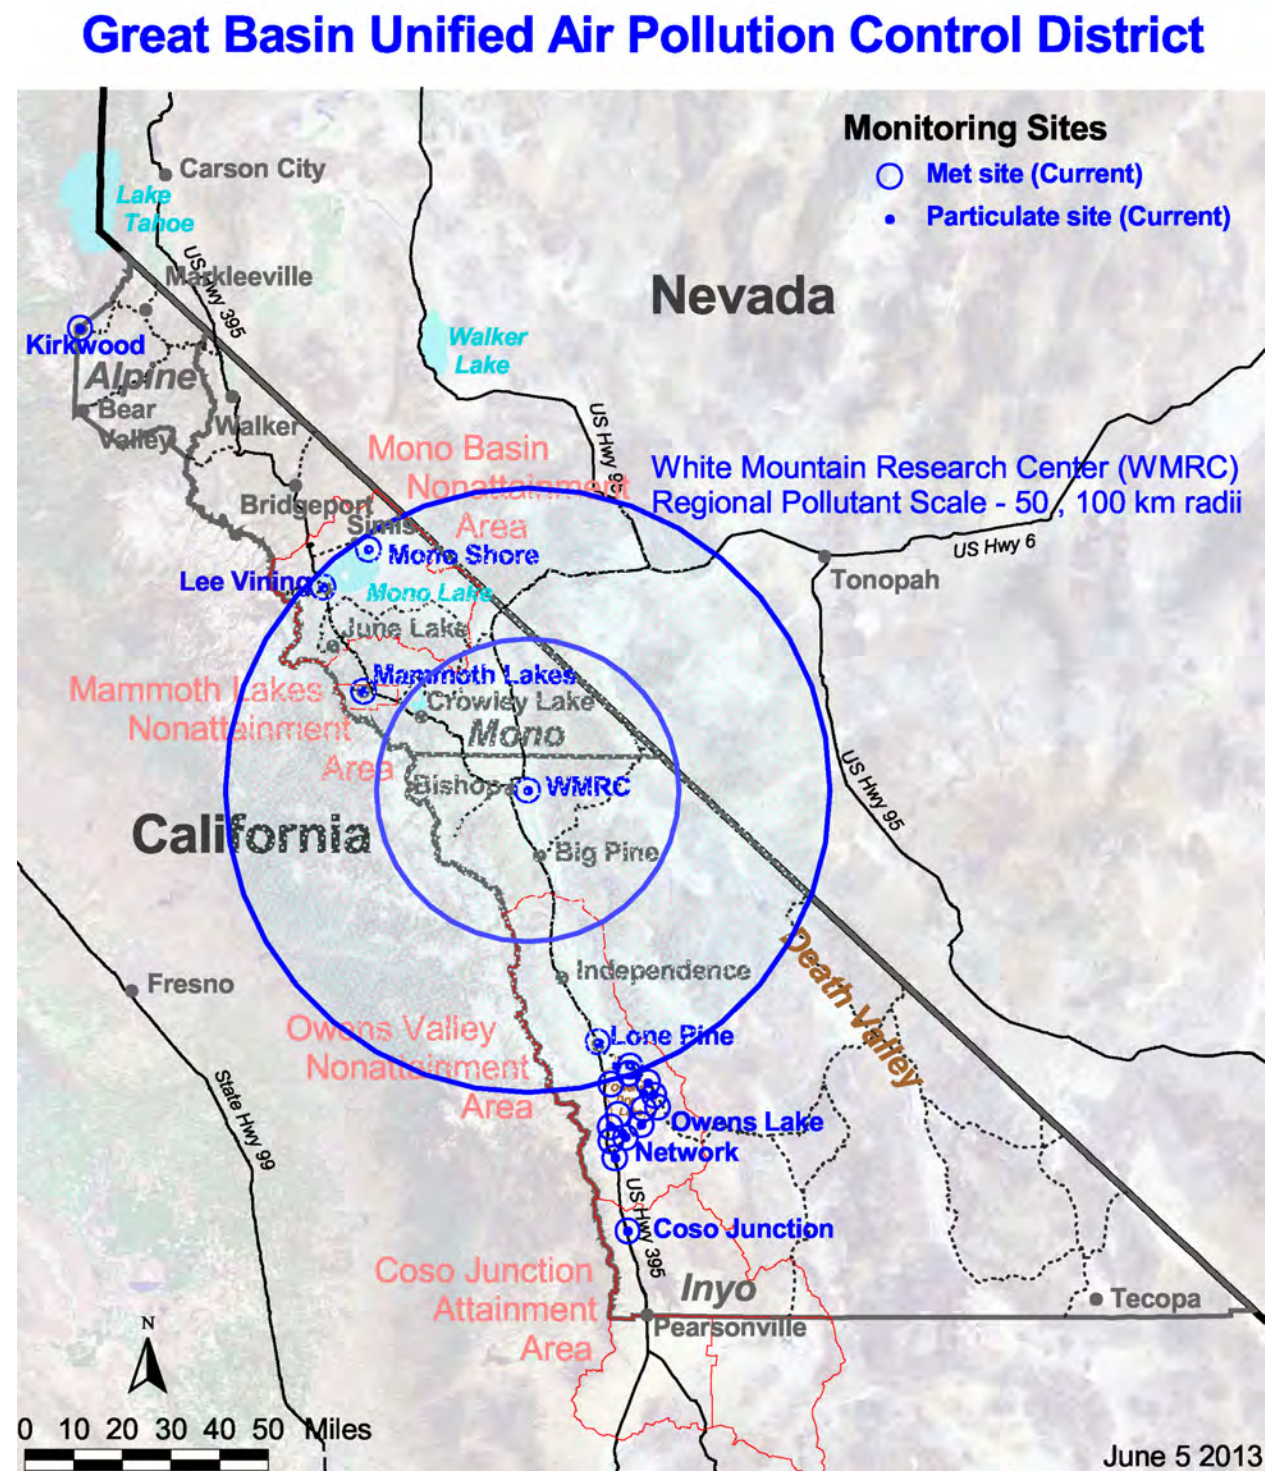 Great Basin Unified Air Pollution Control District
Monitoring Sites
Met site (Current)
Particulate site (Current)
Carson City
Lake
Tahoe
US Hwy 395
Markleeville
Nevada
Kirkwood
Walker
Lake
Alpine
Bear
Valley
Walker
US Hwy 95
Mono Basin
Nonattainment
Area
White Mountain Research Center (WMRC)
Regional Pollutant Scale - 50 , 100 km radii
Bridgeport
Simis
Mono Shore
US Hwy 6
Tonopah
Lee Vining
Mono Lake
June Lake
Mammoth Lakes
Mammoth Lakes
Nonattainment
Area
Crowley Lake
Mono
Bishop
WMRC
US Hwy 95
California
Big Pine
Death Valley
Independence
Fresno
Owens Valley
Nonattainment
Area
Lone Pine
State Hwy 99
Owens Lake
Network
US Hwy 395
Coso Junction
Coso Junction
Attainment
Area
Inyo
Tecopa
Pearsonville
N
0 10 20 30 40 50 Miles
June 5 2013